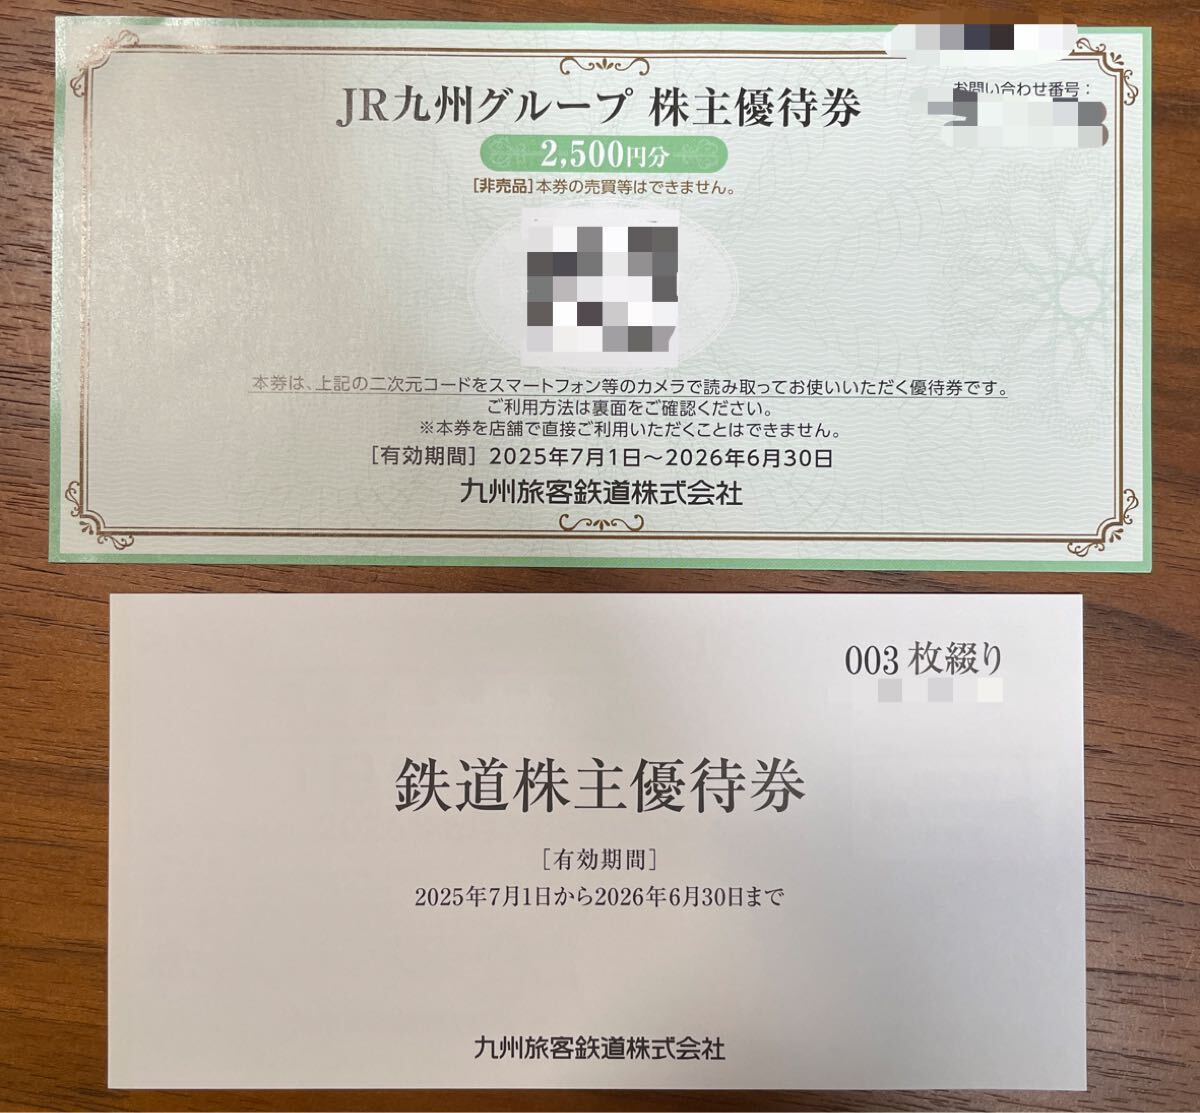 お問い合わせ番号：
JR九州グループ 株主優待券
2,500円分
[非売品]本券の売買等はできません。
本券は、上記の二次元コードをスマートフォン等のカメラで読み取ってお使いいただく優待券です。
ご利用方法は裏面をご確認ください。
※本券を店舗で直接ご利用いただくことはできません。
［有効期間］2025年7月1日～2026年6月30日
九州旅客鉄道株式会社
003 枚綴り
鉄道株主優待券
［有効期間］
2025年7月1日から2026年6月30日まで
九州旅客鉄道株式会社